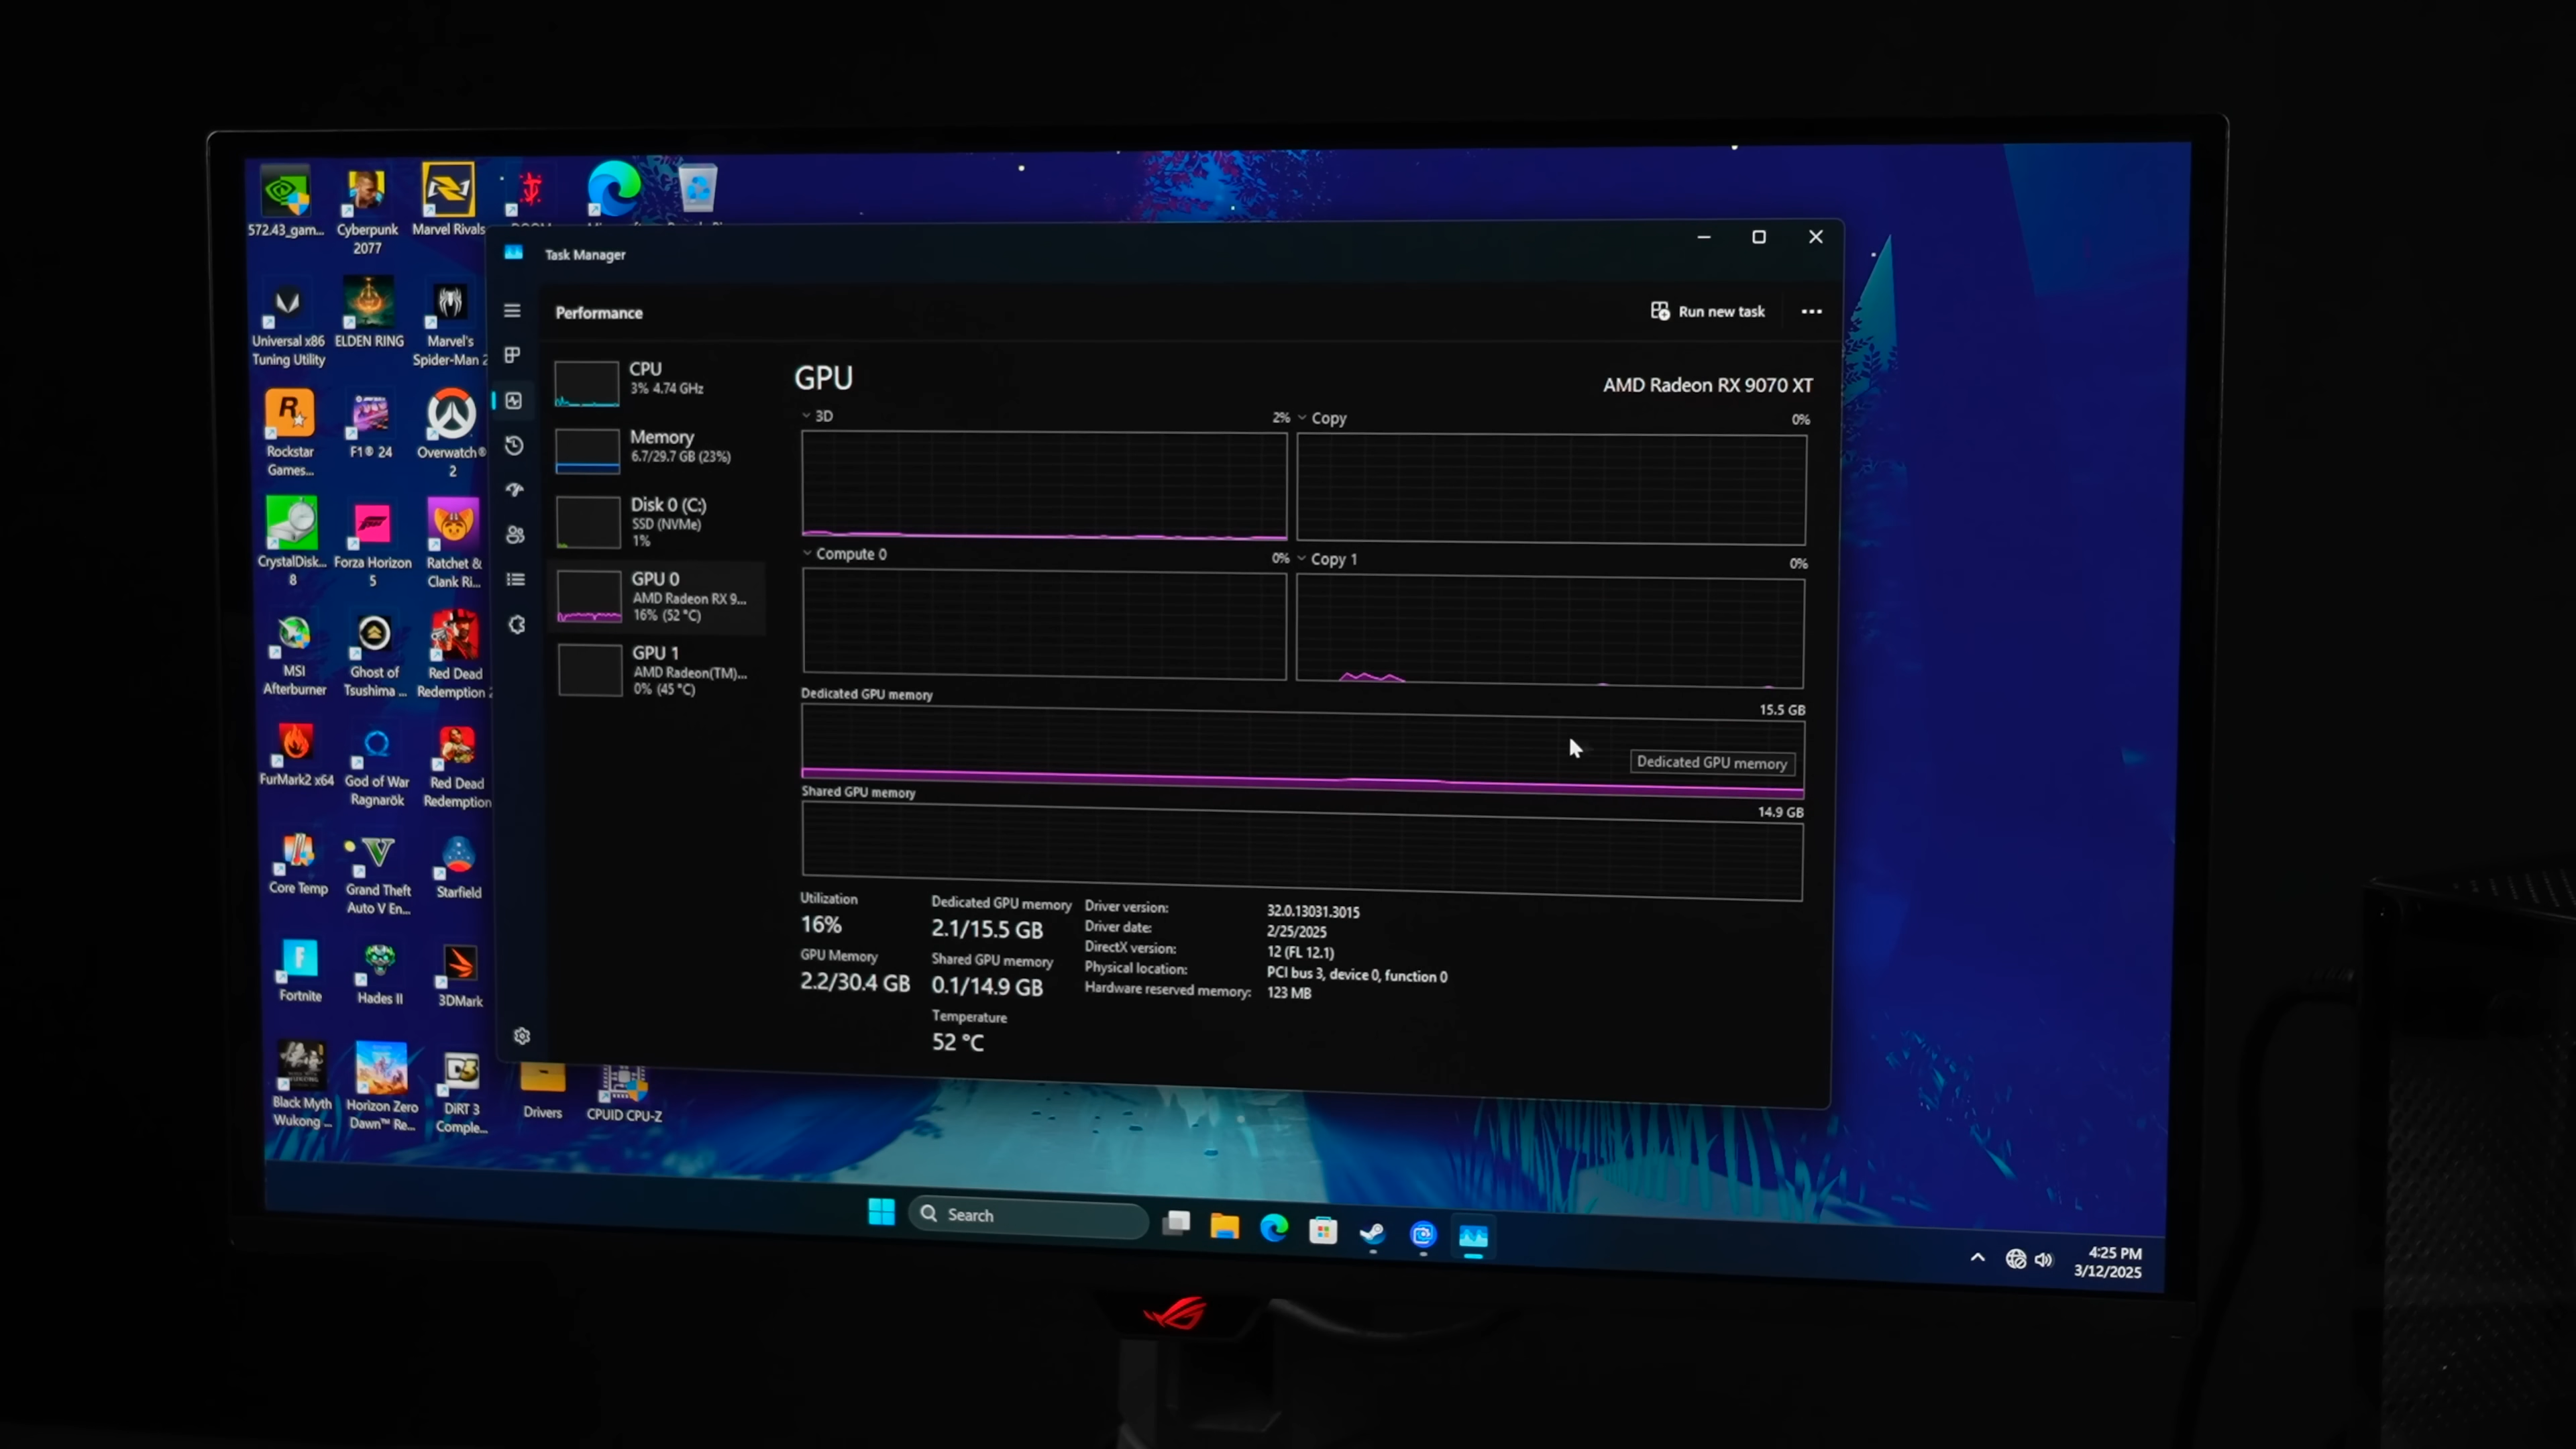 572.43_gam...
Cyberpunk
2077
Marvel Rivals
Universal x86
Tuning Utility
ELDEN RING
Marvel's
Spider-Man 2
Rockstar
Games...
F1® 24
Overwatch®
2
CrystalDisk...
8
Forza Horizon
5
Ratchet &
Clank Ri...
MSI
Afterburner
Ghost of
Tsushima ...
Red Dead
Redemption 2
FurMark2 x64
God of War
Ragnarök
Red Dead
Redemption
Core Temp
Grand Theft
Auto V En...
Starfield
Fortnite
Hades II
3DMark
Black Myth
Wukong ...
Horizon Zero
Dawn™ Re...
DiRT 3
Comple...
Drivers
CPUID CPU-Z
Task Manager
Performance
Run new task
CPU
3% 4.74 GHz
Memory
6.7/29.7 GB (23%)
Disk 0 (C:)
SSD (NVMe)
1%
GPU 0
AMD Radeon RX 9...
16% (52 °C)
GPU 1
AMD Radeon(TM)...
0% (45 °C)
GPU
AMD Radeon RX 9070 XT
3D 2%
Copy 0%
Compute 0 0%
Copy 1 0%
Dedicated GPU memory 15.5 GB
Dedicated GPU memory
Shared GPU memory 14.9 GB
Utilization
16%
GPU Memory
2.2/30.4 GB
Dedicated GPU memory
2.1/15.5 GB
Shared GPU memory
0.1/14.9 GB
Temperature
52 °C
Driver version: 32.0.13031.3015
Driver date: 2/25/2025
DirectX version: 12 (FL 12.1)
Physical location: PCI bus 3, device 0, function 0
Hardware reserved memory: 123 MB
Search
4:25 PM
3/12/2025